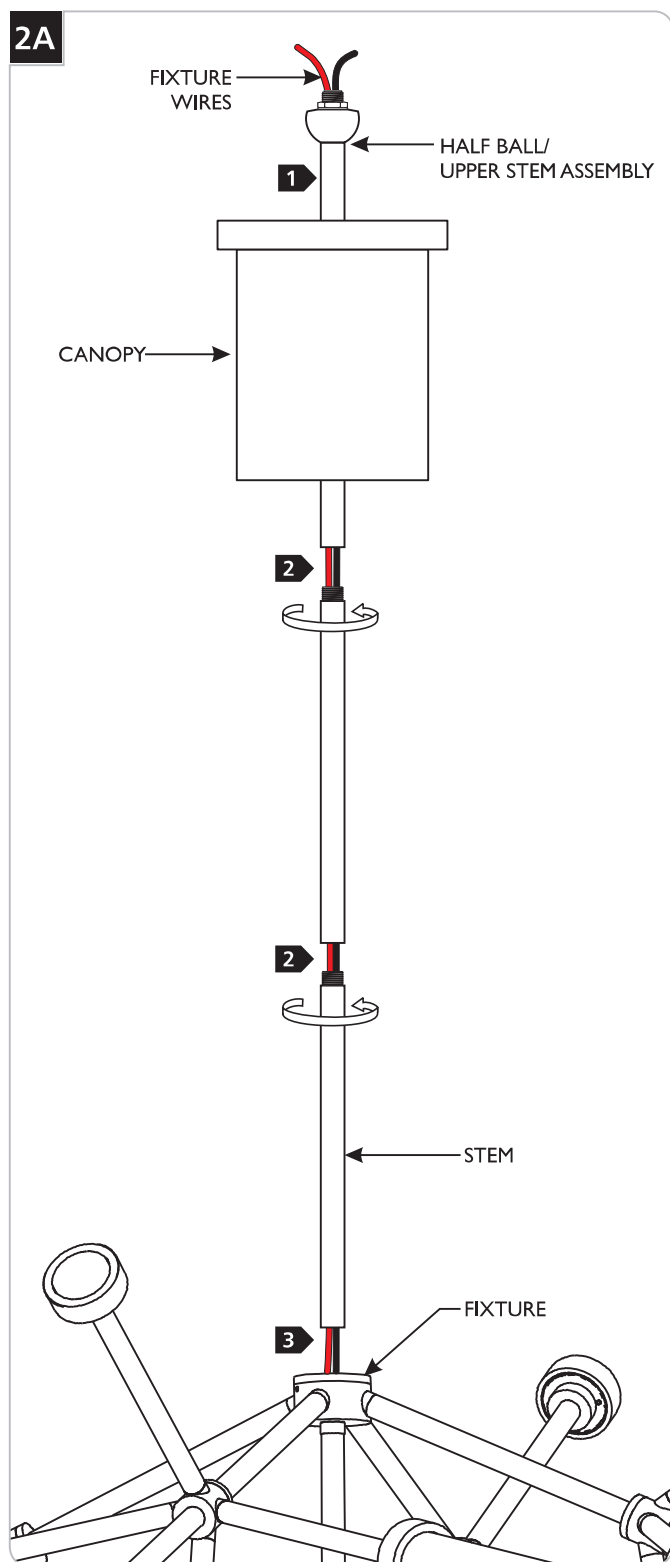 2A
FIXTURE
WIRES
HALF BALL/
UPPER STEM ASSEMBLY
1
CANOPY
2
2
STEM
3
FIXTURE